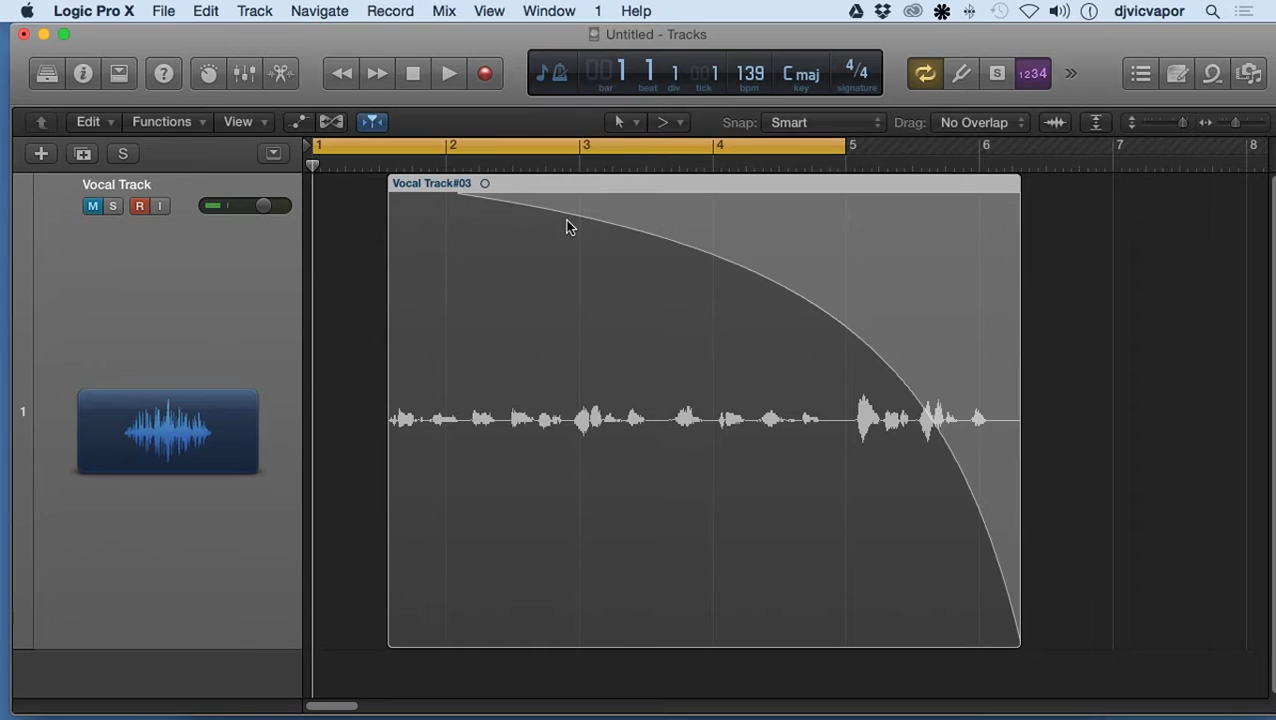 Logic Pro X File Edit Track Navigate Record Mix View Window 1 Help djvicvapor
Untitled - Tracks
001 1 1 001 139 C maj 4/4
bar beat div tick bpm key signature
S 1234
Edit Functions View Snap: Smart Drag: No Overlap
S
1 2 3 4 5 6 7 8
Vocal Track
M S R I
1
Vocal Track#03